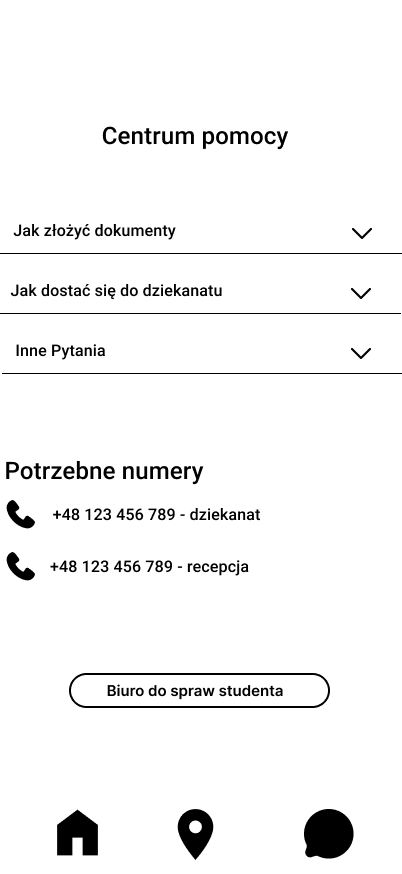 Centrum pomocy
Jak złożyć dokumenty
Jak dostać się do dziekanatu
Inne Pytania
Potrzebne numery
+48 123 456 789 - dziekanat
+48 123 456 789 - recepcja
Biuro do spraw studenta